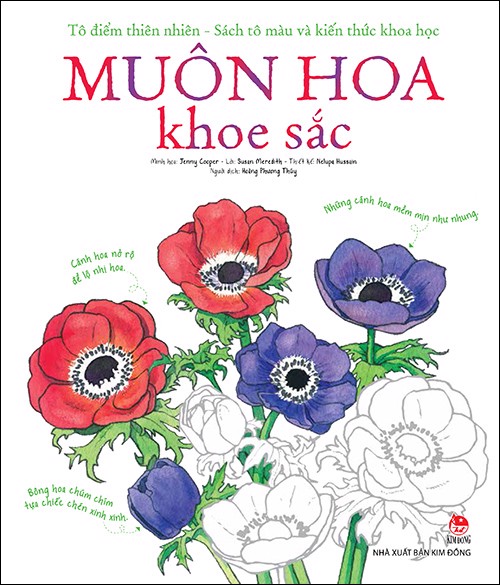 Tô điểm thiên nhiên - Sách tô màu và kiến thức khoa học
MUÔN HOA
khoe sắc
Minh họa: Jenny Cooper - Lời: Susan Meredith - Thiết kế: Nelupa Hussain
Người dịch: Hoàng Phương Thúy
Những cánh hoa mềm mịn như nhung.
Cánh hoa nở rộ
để lộ nhị hoa.
Bông hoa chúm chím
tựa chiếc chén xinh xinh.
KIM ĐỒNG
NHÀ XUẤT BẢN KIM ĐỒNG